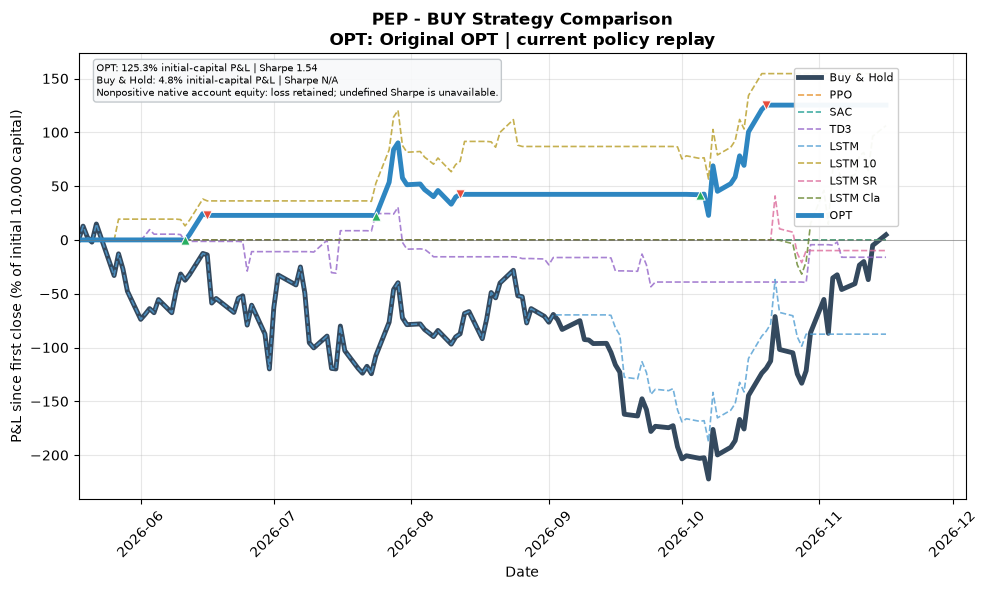 PEP - BUY Strategy Comparison
OPT: Original OPT | current policy replay
OPT: 125.3% initial-capital P&L | Sharpe 1.54
Buy & Hold: 4.8% initial-capital P&L | Sharpe N/A
Nonpositive native account equity: loss retained; undefined Sharpe is unavailable.
Buy & Hold
PPO
SAC
TD3
LSTM
LSTM 10
LSTM SR
LSTM Cla
OPT
P&L since first close (% of initial 10,000 capital)
150
100
50
0
−50
−100
−150
−200
2026-06
2026-07
2026-08
2026-09
2026-10
2026-11
2026-12
Date